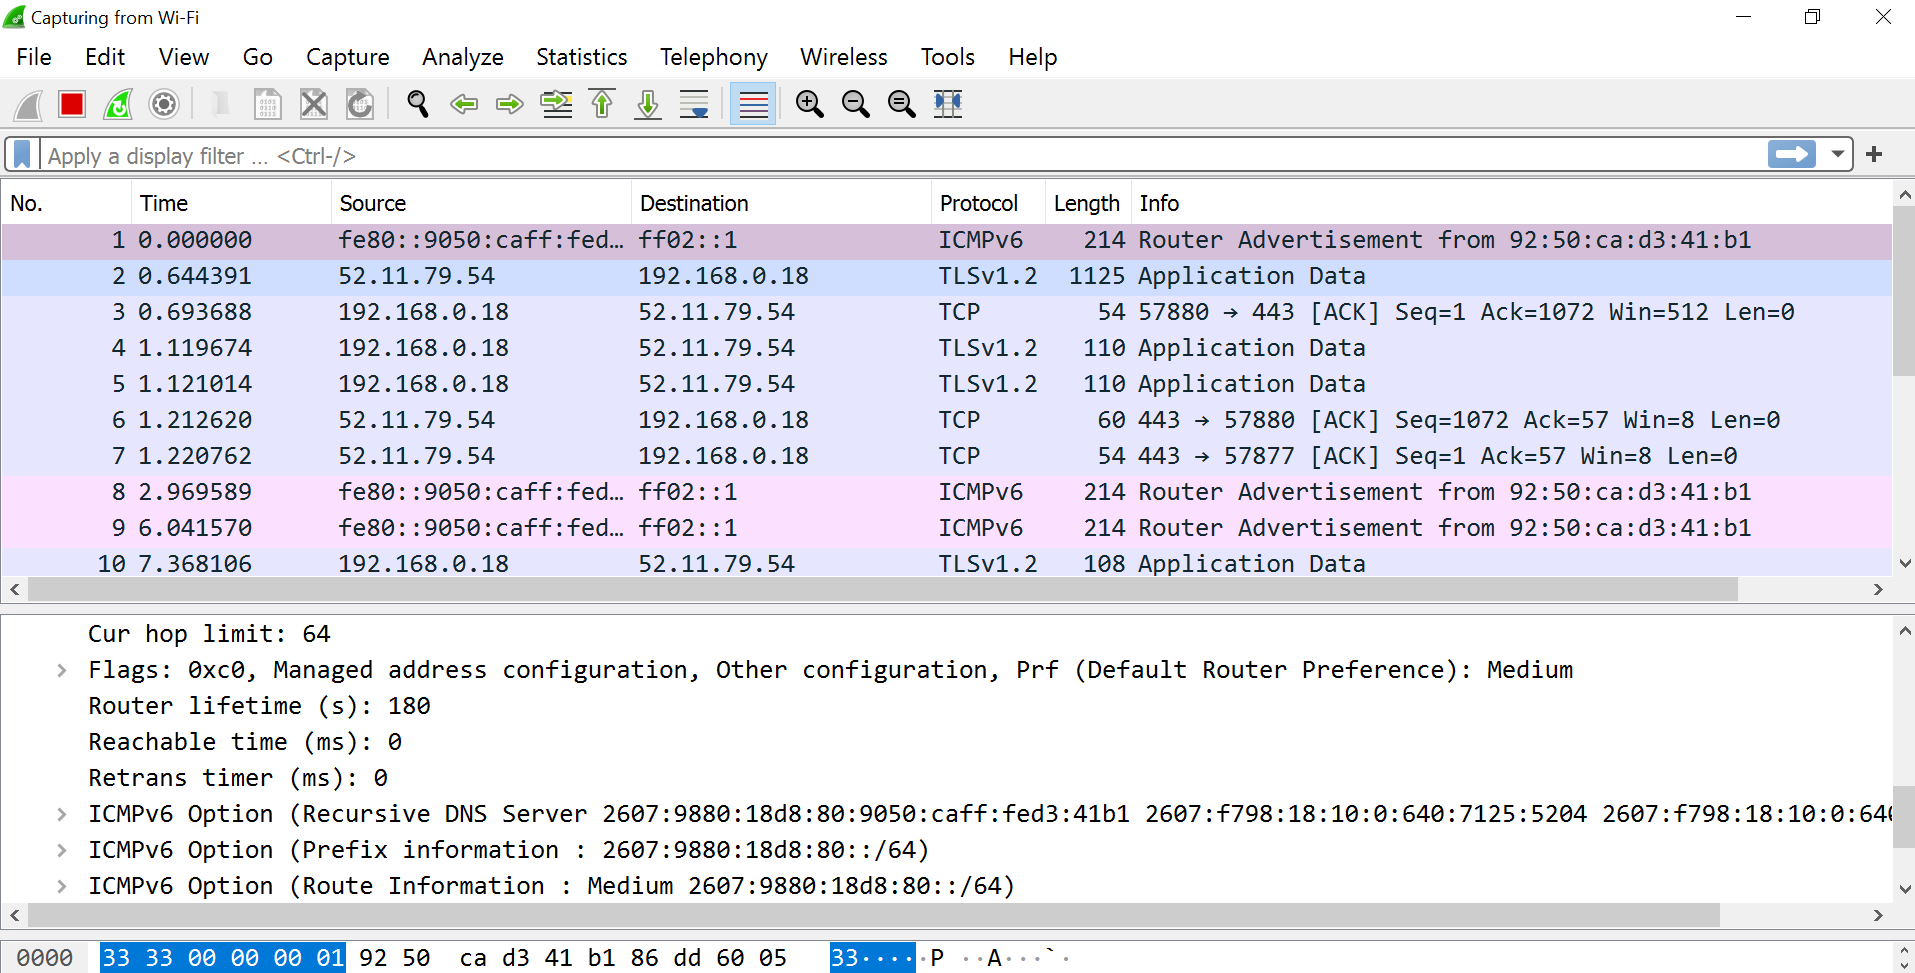 Capturing from Wi-Fi
File Edit View Go Capture Analyze Statistics Telephony Wireless Tools Help
Apply a display filter ... <Ctrl-/>
No. Time Source Destination Protocol Length Info
1 0.000000 fe80::9050:caff:fed… ff02::1 ICMPv6 214 Router Advertisement from 92:50:ca:d3:41:b1
2 0.644391 52.11.79.54 192.168.0.18 TLSv1.2 1125 Application Data
3 0.693688 192.168.0.18 52.11.79.54 TCP 54 57880 → 443 [ACK] Seq=1 Ack=1072 Win=512 Len=0
4 1.119674 192.168.0.18 52.11.79.54 TLSv1.2 110 Application Data
5 1.121014 192.168.0.18 52.11.79.54 TLSv1.2 110 Application Data
6 1.212620 52.11.79.54 192.168.0.18 TCP 60 443 → 57880 [ACK] Seq=1072 Ack=57 Win=8 Len=0
7 1.220762 52.11.79.54 192.168.0.18 TCP 54 443 → 57877 [ACK] Seq=1 Ack=57 Win=8 Len=0
8 2.969589 fe80::9050:caff:fed… ff02::1 ICMPv6 214 Router Advertisement from 92:50:ca:d3:41:b1
9 6.041570 fe80::9050:caff:fed… ff02::1 ICMPv6 214 Router Advertisement from 92:50:ca:d3:41:b1
10 7.368106 192.168.0.18 52.11.79.54 TLSv1.2 108 Application Data
Cur hop limit: 64
Flags: 0xc0, Managed address configuration, Other configuration, Prf (Default Router Preference): Medium
Router lifetime (s): 180
Reachable time (ms): 0
Retrans timer (ms): 0
ICMPv6 Option (Recursive DNS Server 2607:9880:18d8:80:9050:caff:fed3:41b1 2607:f798:18:10:0:640:7125:5204 2607:f798:18:10:0:640
ICMPv6 Option (Prefix information : 2607:9880:18d8:80::/64)
ICMPv6 Option (Route Information : Medium 2607:9880:18d8:80::/64)
0000 33 33 00 00 00 01 92 50 ca d3 41 b1 86 dd 60 05 33·····P ··A···`·